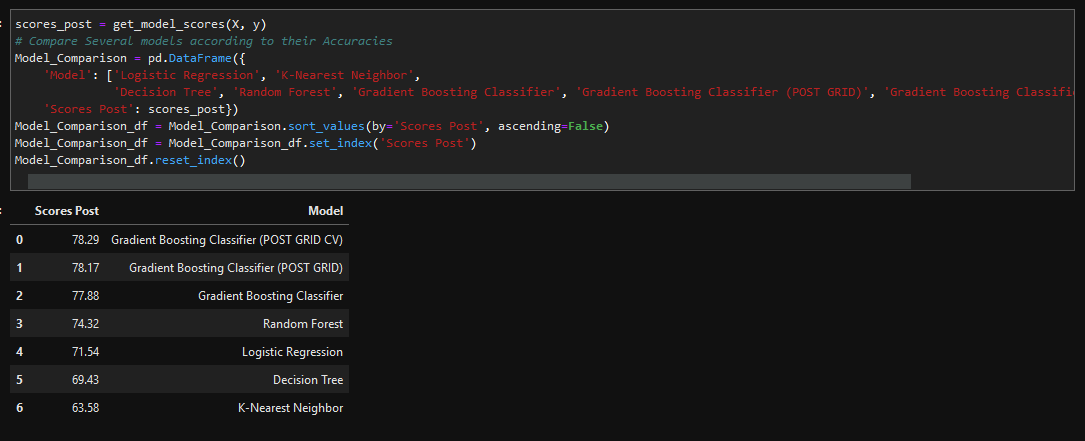 scores_post = get_model_scores(X, y)
# Compare Several models according to their Accuracies
Model_Comparison = pd.DataFrame({
    'Model': ['Logistic Regression', 'K-Nearest Neighbor',
              'Decision Tree', 'Random Forest', 'Gradient Boosting Classifier', 'Gradient Boosting Classifier (POST GRID)', 'Gradient Boosting Classifi
    'Scores Post': scores_post})
Model_Comparison_df = Model_Comparison.sort_values(by='Scores Post', ascending=False)
Model_Comparison_df = Model_Comparison_df.set_index('Scores Post')
Model_Comparison_df.reset_index()
Scores Post Model
0 78.29 Gradient Boosting Classifier (POST GRID CV)
1 78.17 Gradient Boosting Classifier (POST GRID)
2 77.88 Gradient Boosting Classifier
3 74.32 Random Forest
4 71.54 Logistic Regression
5 69.43 Decision Tree
6 63.58 K-Nearest Neighbor